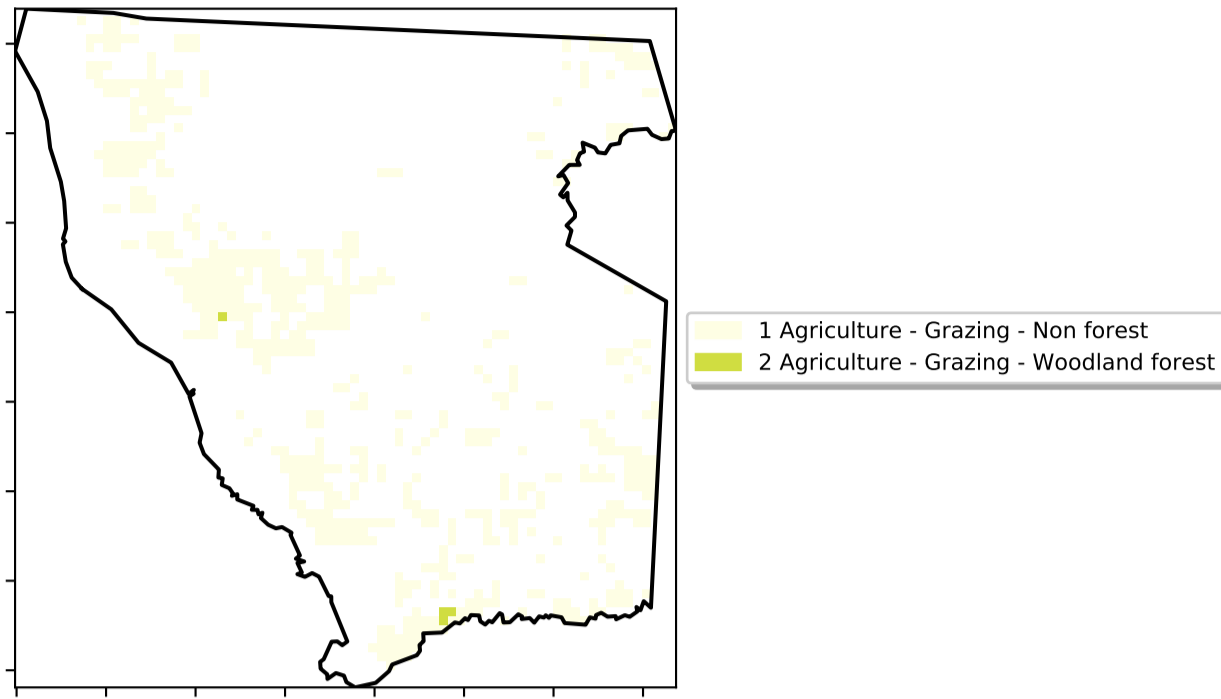 1 Agriculture - Grazing - Non forest
2 Agriculture - Grazing - Woodland forest